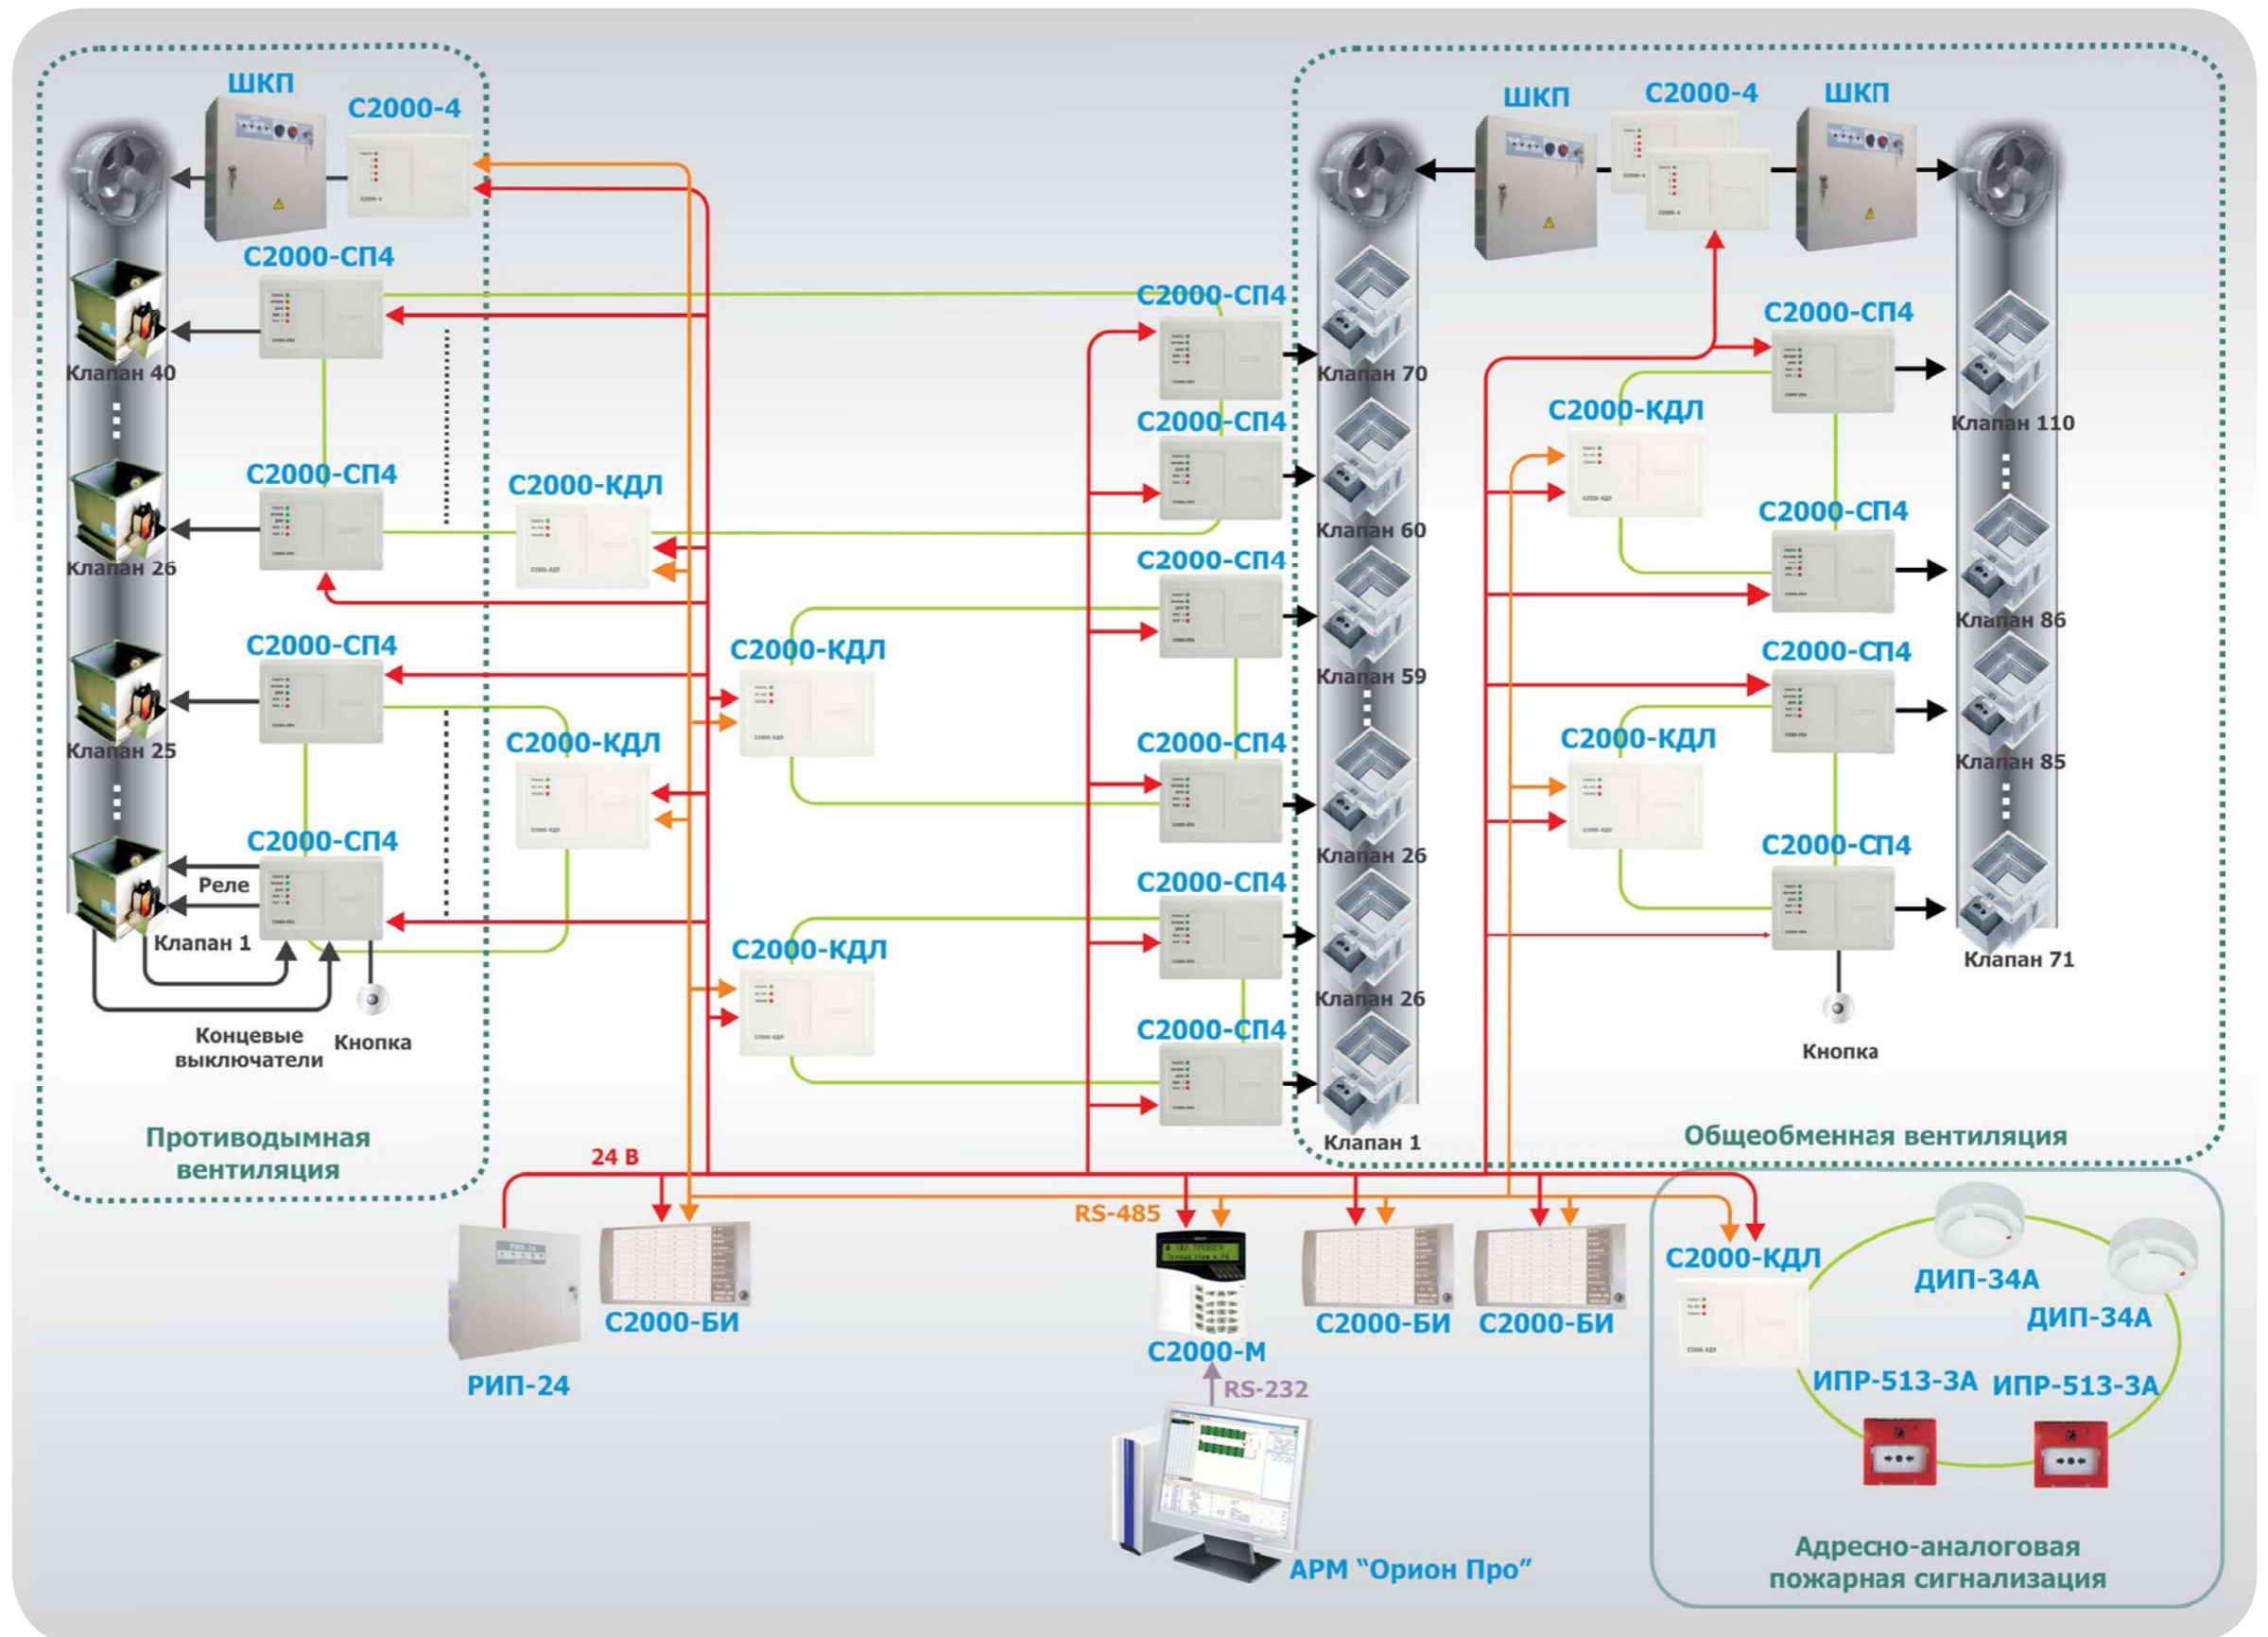 ШКП
С2000-4
С2000-СП4
Клапан 40
С2000-СП4
Клапан 26
С2000-СП4
Клапан 25
С2000-СП4
Реле
Клапан 1
Концевые
выключатели
Кнопка
Противодымная
вентиляция
С2000-КДЛ
С2000-КДЛ
С2000-КДЛ
С2000-КДЛ
С2000-СП4
С2000-СП4
С2000-СП4
С2000-СП4
С2000-СП4
С2000-СП4
ШКП
С2000-4
ШКП
Клапан 70
Клапан 60
Клапан 59
Клапан 26
Клапан 26
Клапан 1
С2000-КДЛ
С2000-КДЛ
С2000-СП4
Клапан 110
С2000-СП4
Клапан 86
С2000-СП4
Клапан 85
С2000-СП4
Клапан 71
Кнопка
Общеобменная вентиляция
24 В
RS-485
РИП-24
С2000-БИ
С2000-М
RS-232
АРМ "Орион Про"
С2000-БИ
С2000-БИ
С2000-КДЛ
ДИП-34А
ДИП-34А
ИПР-513-3А
ИПР-513-3А
Адресно-аналоговая
пожарная сигнализация